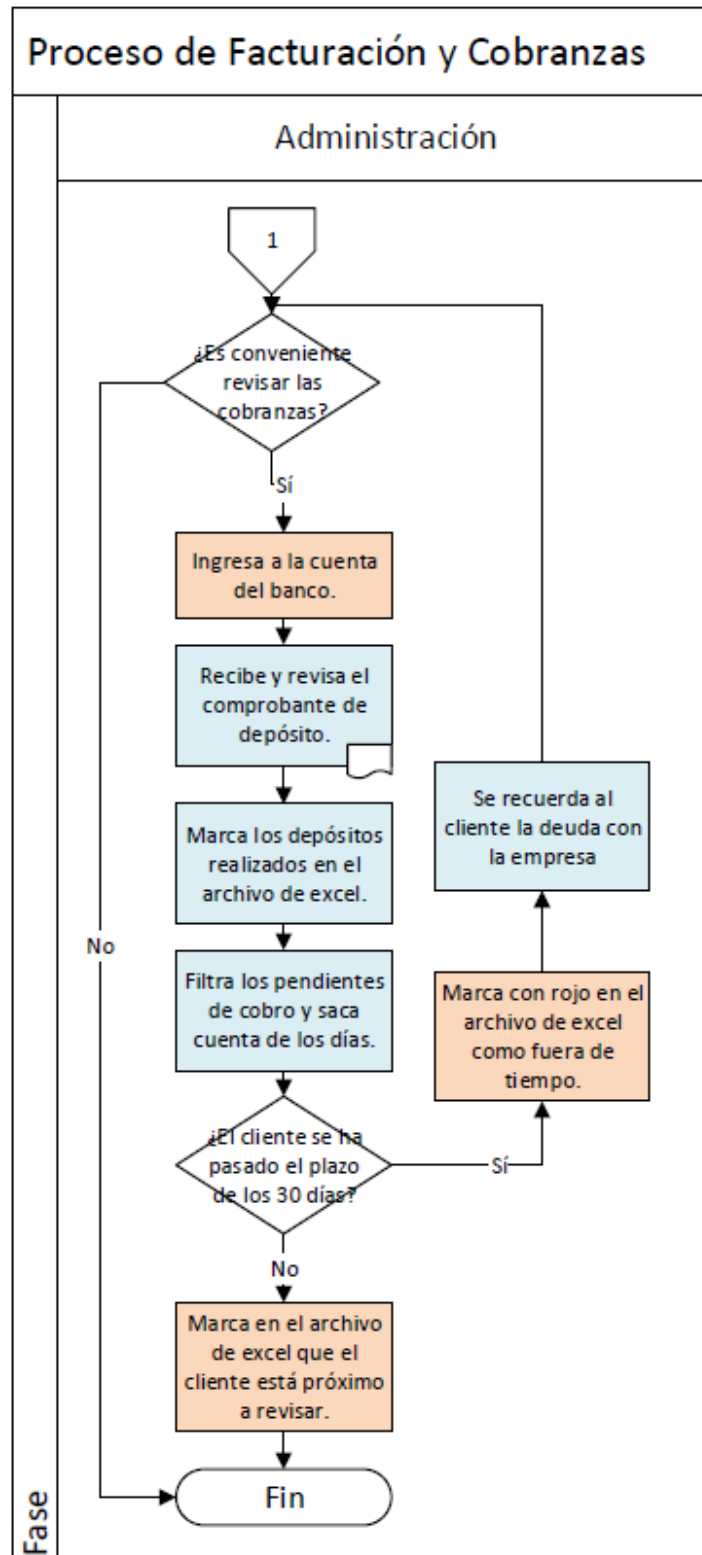 Proceso de Facturación y Cobranzas
Administración
1
¿Es conveniente
revisar las
cobranzas?
Sí
Ingresa a la cuenta
del banco.
Recibe y revisa el
comprobante de
depósito.
Marca los depósitos
realizados en el
archivo de excel.
Filtra los pendientes
de cobro y saca
cuenta de los días.
¿El cliente se ha
pasado el plazo
de los 30 días?
Sí
Marca con rojo en el
archivo de excel
como fuera de
tiempo.
Se recuerda al
cliente la deuda con
la empresa
No
No
Marca en el archivo
de excel que el
cliente está próximo
a revisar.
Fin
Fase